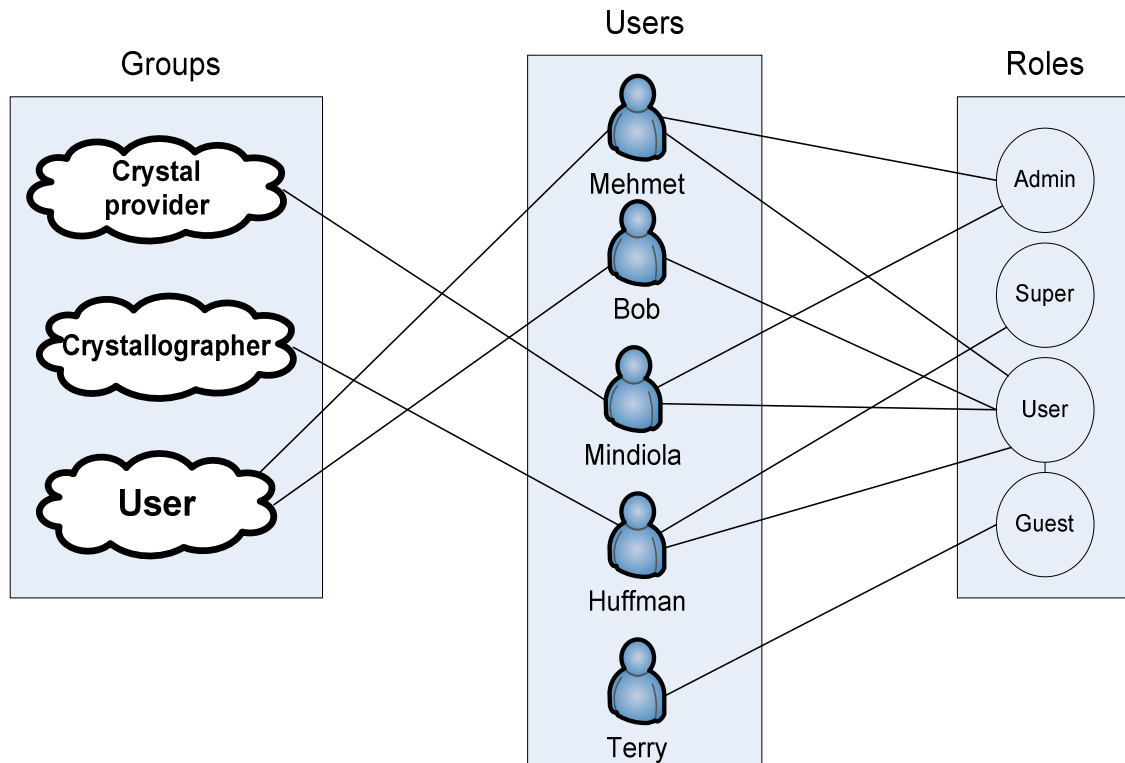 Groups
Crystal
provider
Crystallographer
User
Users
Mehmet
Bob
Mindiola
Huffman
Terry
Roles
Admin
Super
User
Guest